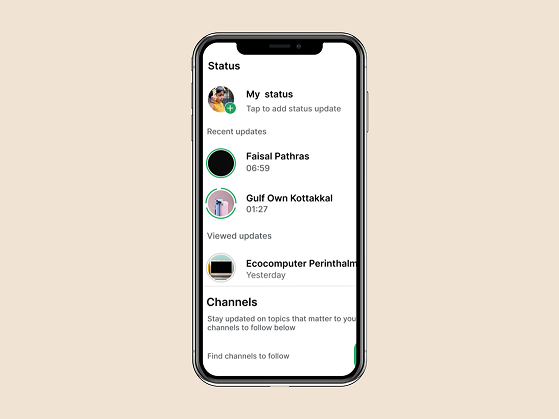 Status
My status
Tap to add status update
Recent updates
Faisal Pathras
06:59
Gulf Own Kottakkal
01:27
Viewed updates
Ecocomputer Perinthalm
Yesterday
Channels
Stay updated on topics that matter to you
channels to follow below
Find channels to follow